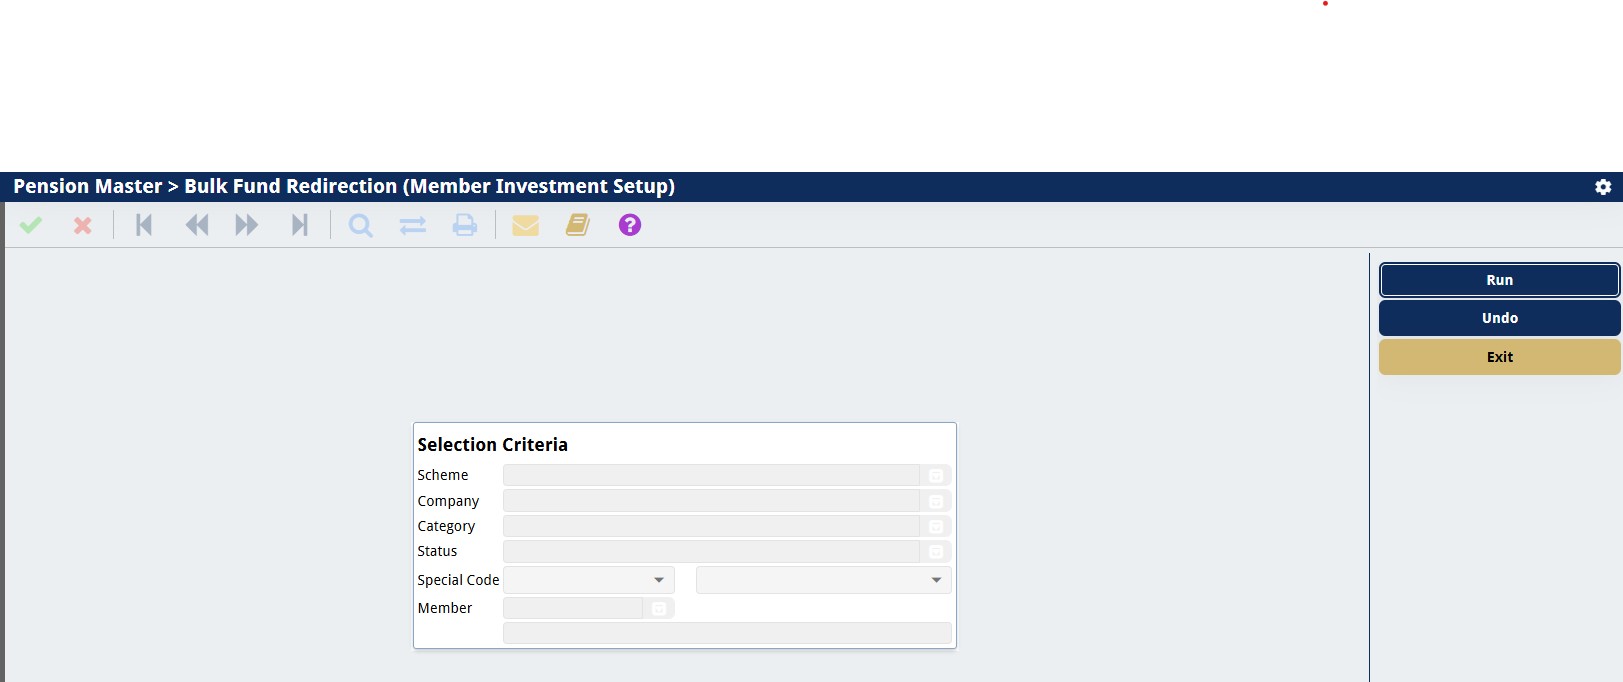 Pension Master > Bulk Fund Redirection (Member Investment Setup)
?
Run
Undo
Exit
Selection Criteria
Scheme
Company
Category
Status
Special Code
Member